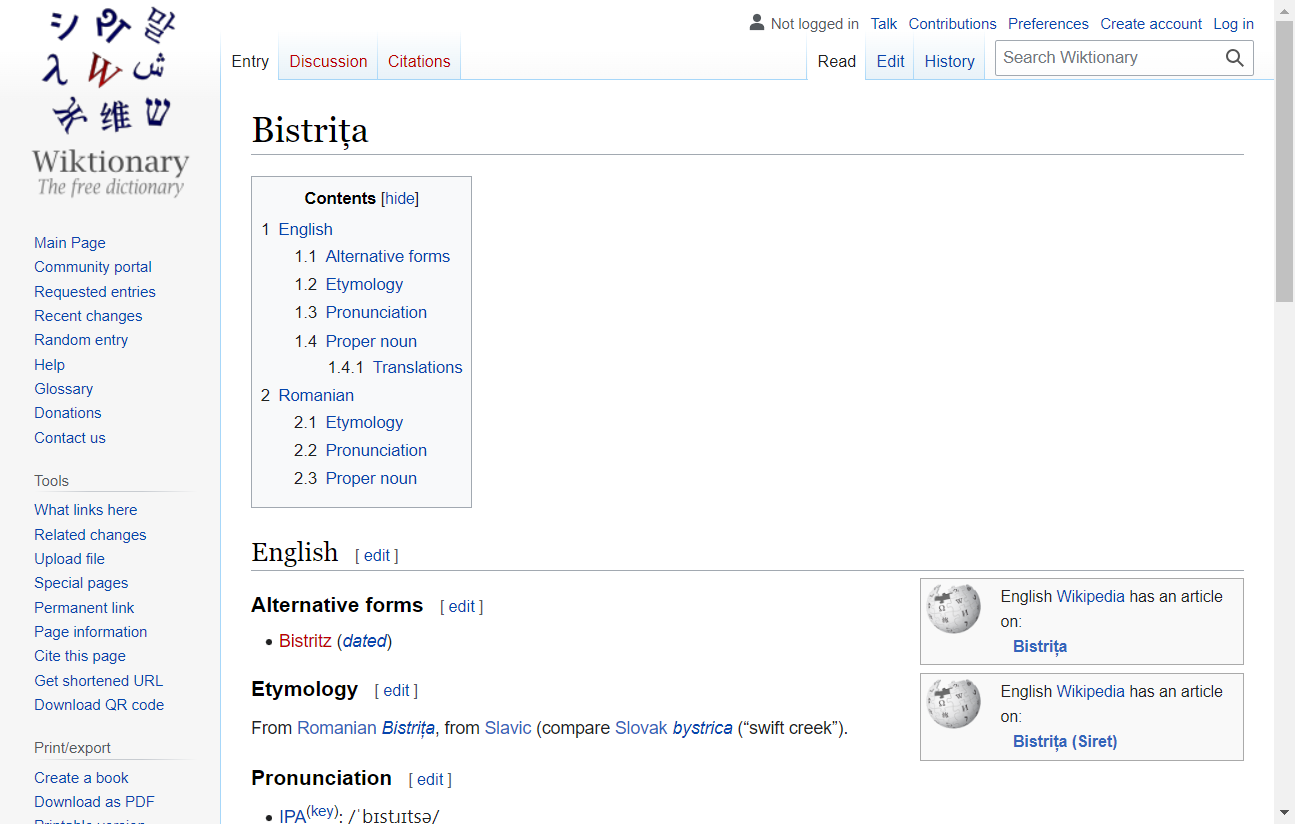 Not logged in Talk Contributions Preferences Create account Log in
Entry Discussion Citations Read Edit History Search Wiktionary
シ 말
λ W ش
维 ש
Wiktionary
The free dictionary
Main Page
Community portal
Requested entries
Recent changes
Random entry
Help
Glossary
Donations
Contact us
Tools
What links here
Related changes
Upload file
Special pages
Permanent link
Page information
Cite this page
Get shortened URL
Download QR code
Print/export
Create a book
Download as PDF
Printable version
Bistrița
Contents [hide]
1 English
1.1 Alternative forms
1.2 Etymology
1.3 Pronunciation
1.4 Proper noun
1.4.1 Translations
2 Romanian
2.1 Etymology
2.2 Pronunciation
2.3 Proper noun
English [ edit ]
English Wikipedia has an article
on:
Bistrița
English Wikipedia has an article
on:
Bistrița (Siret)
Alternative forms [ edit ]
• Bistritz (dated)
Etymology [ edit ]
From Romanian Bistrița, from Slavic (compare Slovak bystrica (“swift creek”).
Pronunciation [ edit ]
• IPA(key): /ˈbɪstɹɪtsə/